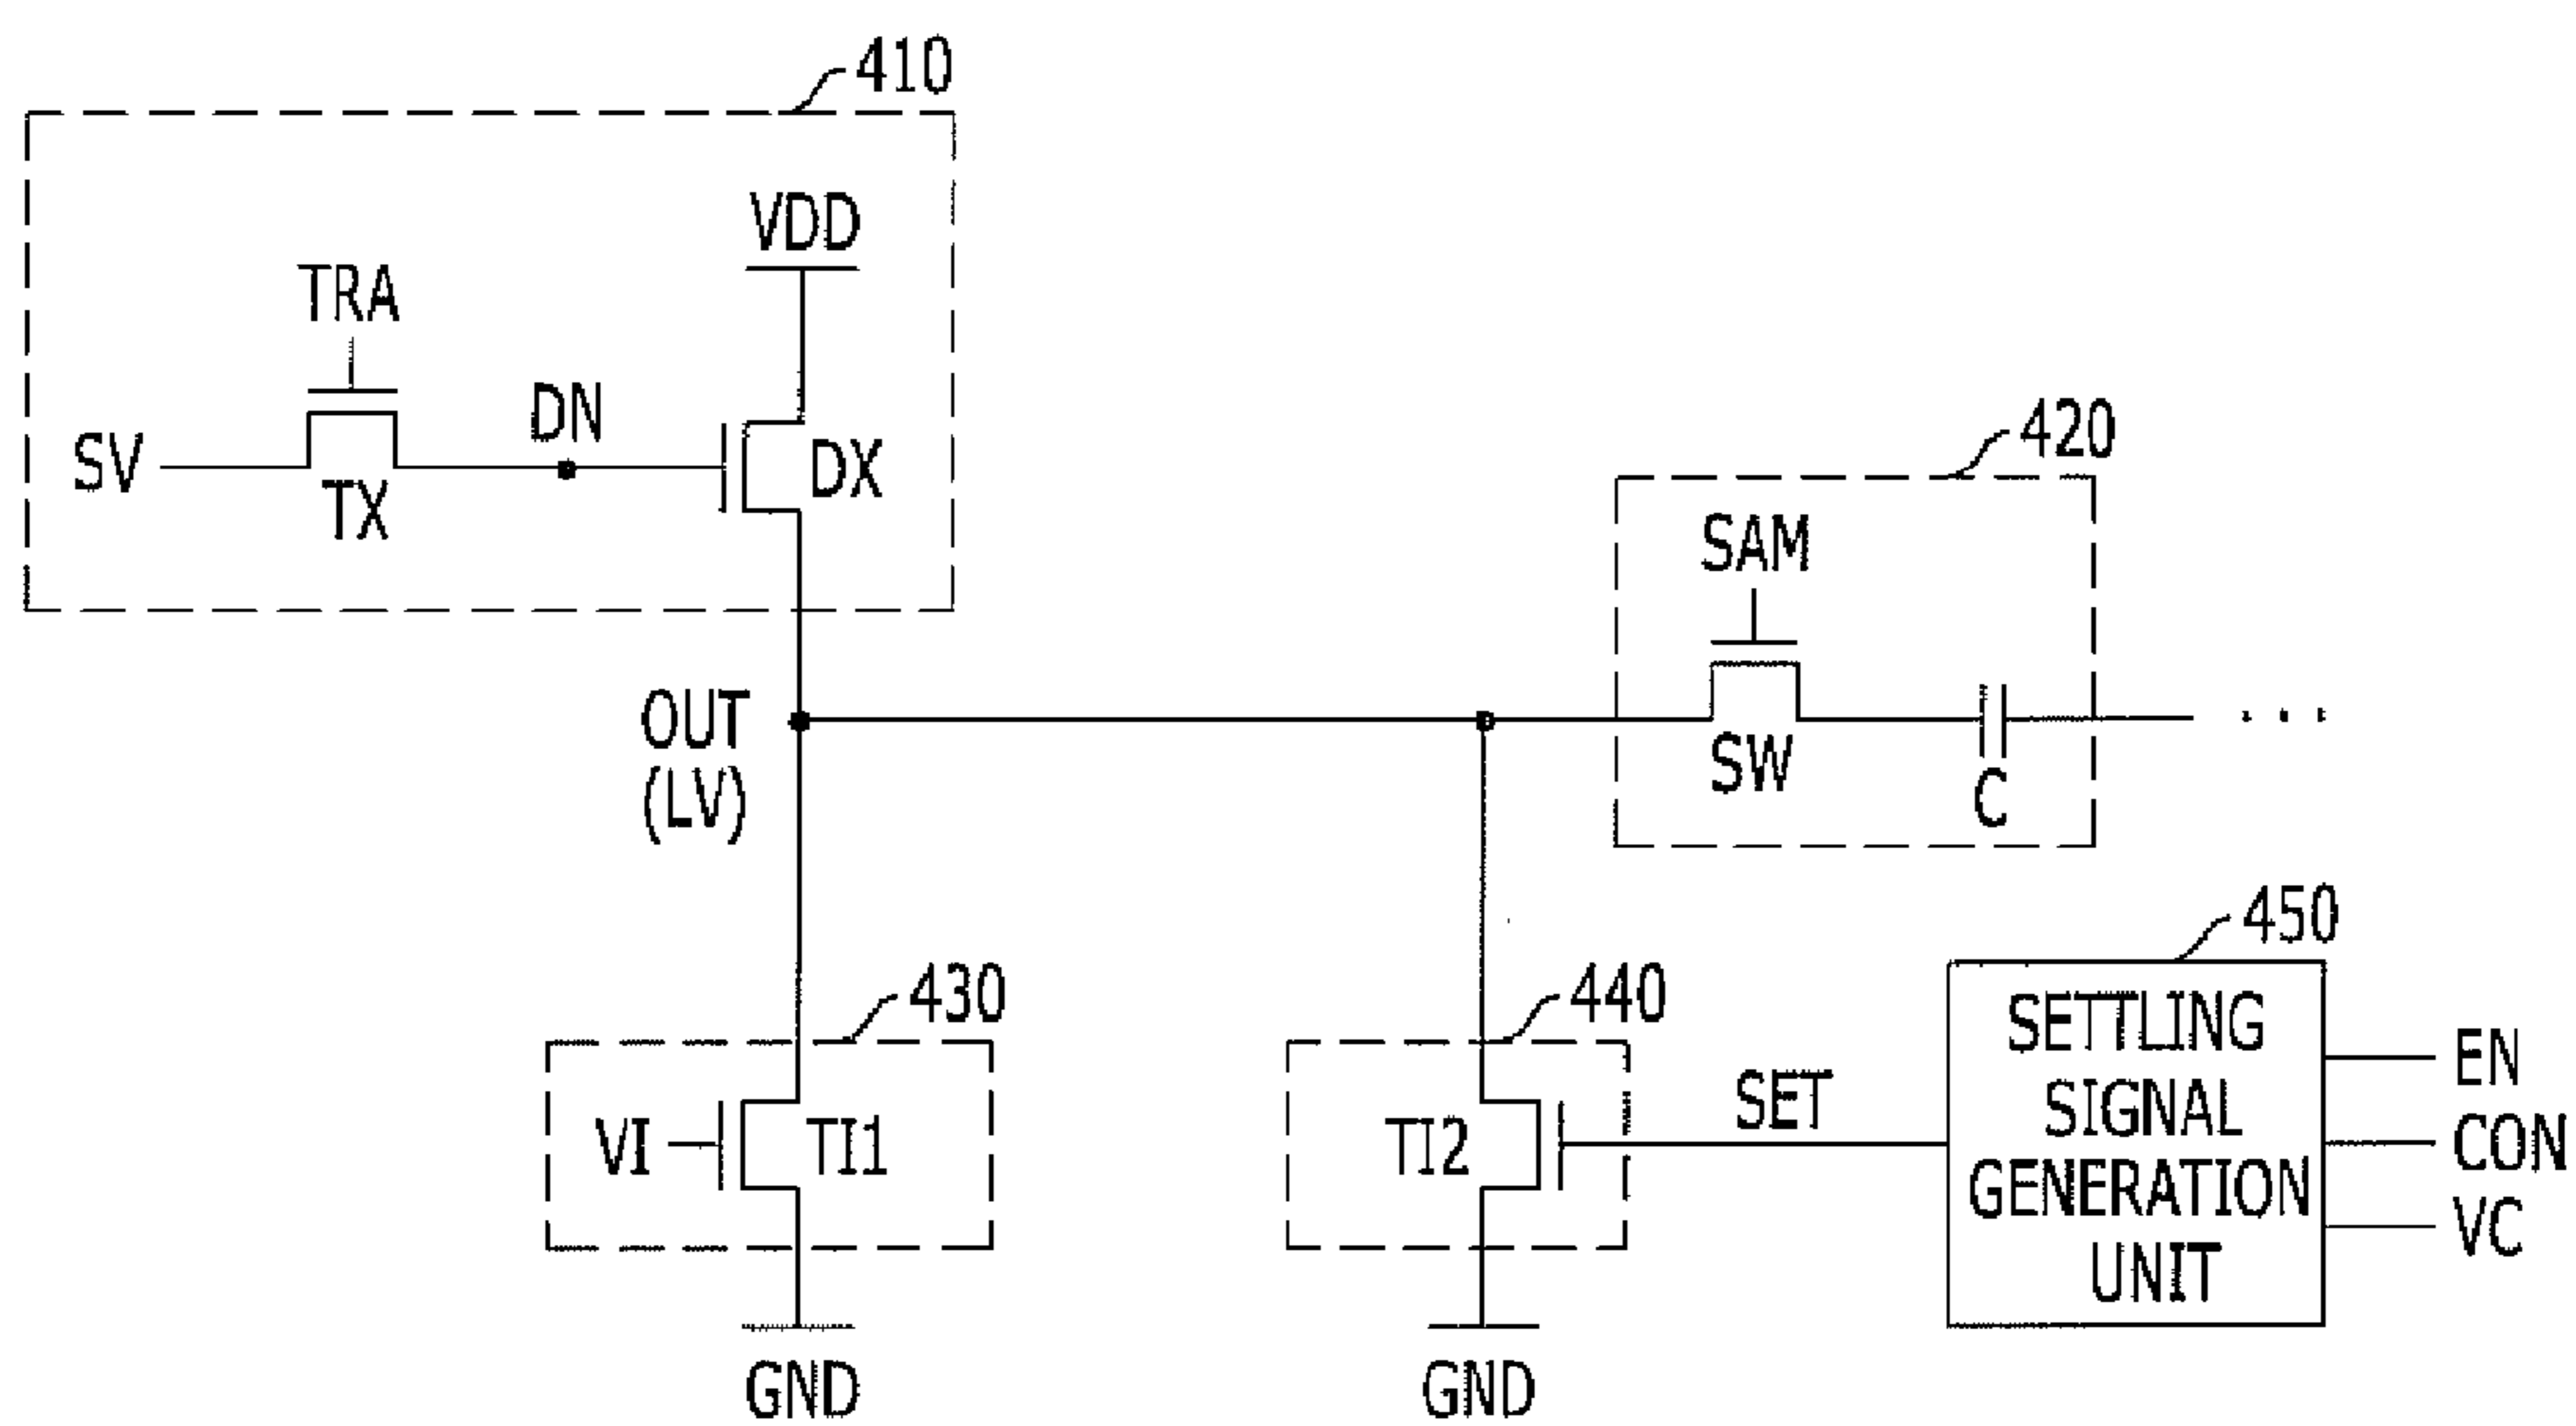 410
VDD
TRA
DN
SV
TX
DX
420
SAM
OUT
(LV)
SW
C
450
430
440
SETTLING
SIGNAL
GENERATION
UNIT
EN
CON
VC
SET
VI
TI1
TI2
GND
GND